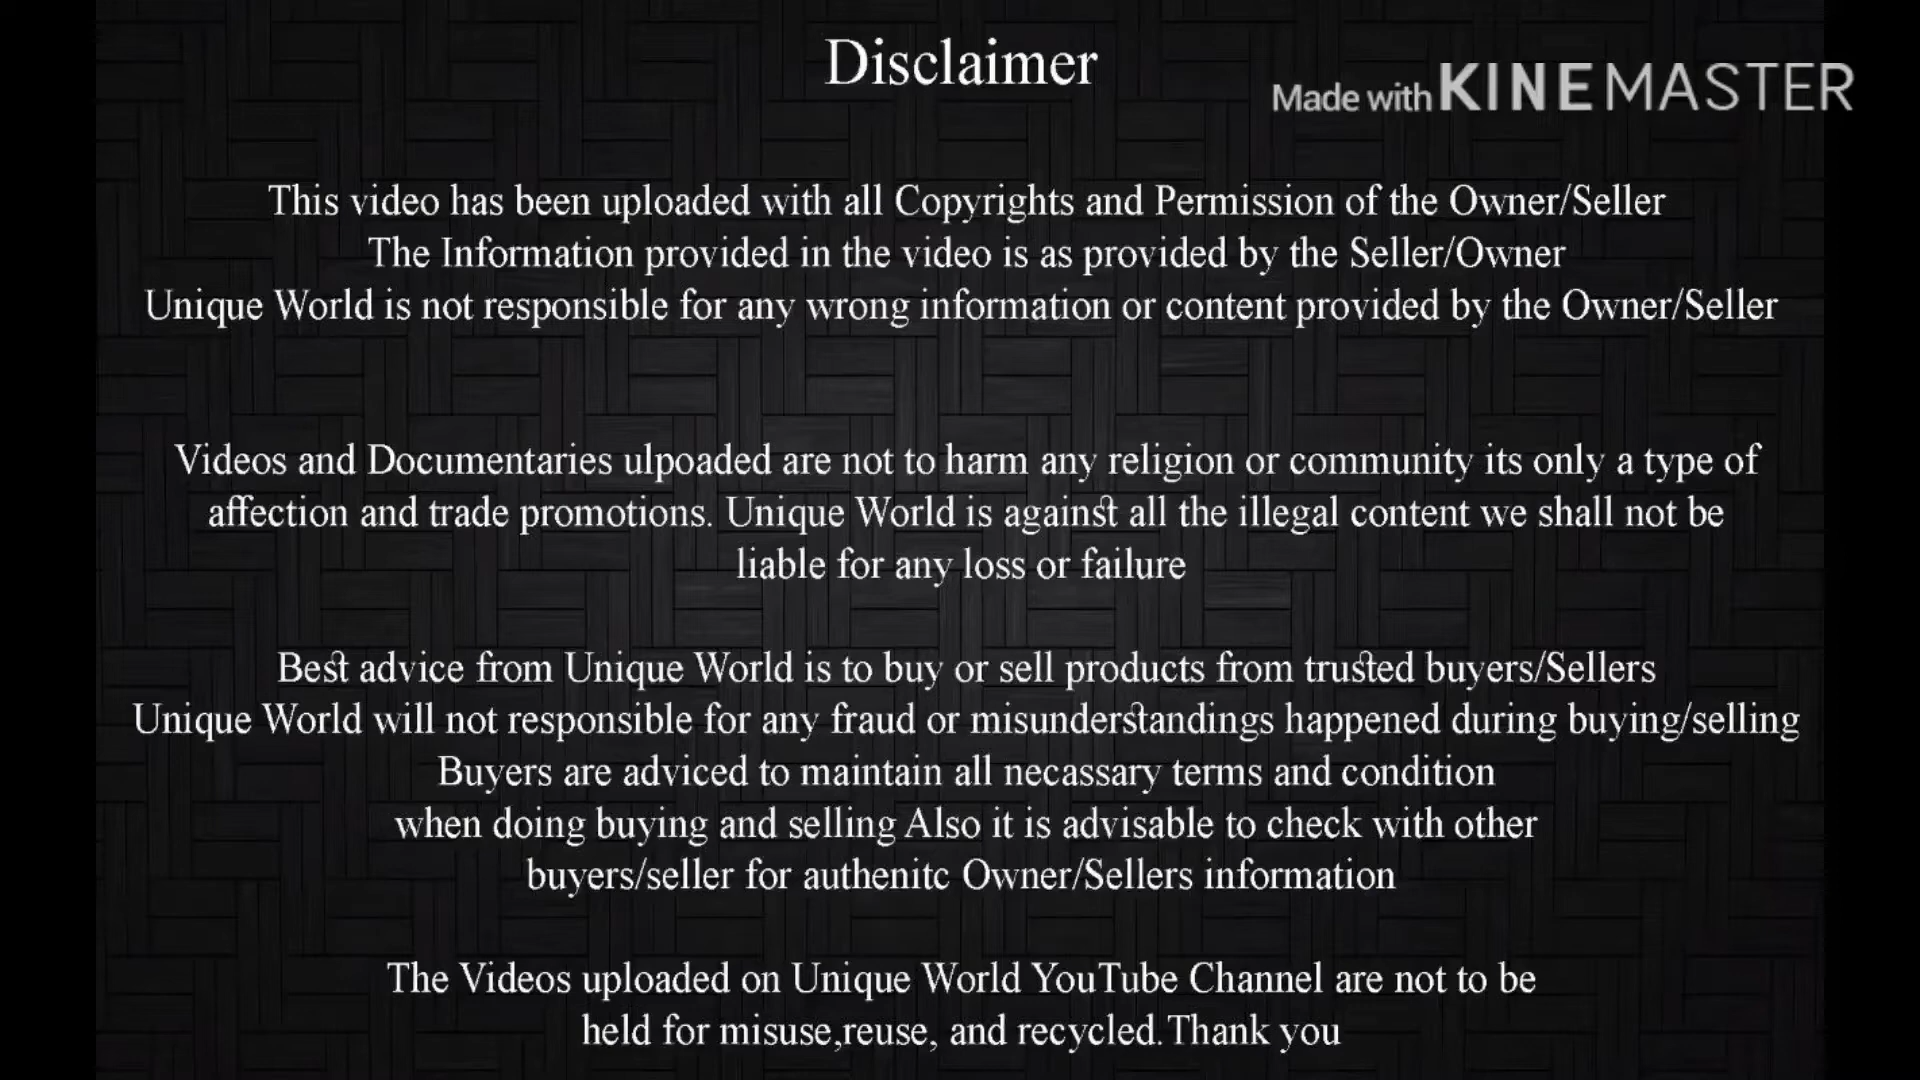 Disclaimer
Made with KINEMASTER
This video has been uploaded with all Copyrights and Permission of the Owner/Seller
The Information provided in the video is as provided by the Seller/Owner
Unique World is not responsible for any wrong information or content provided by the Owner/Seller
Videos and Documentaries ulpoaded are not to harm any religion or community its only a type of
affection and trade promotions. Unique World is against all the illegal content we shall not be
liable for any loss or failure
Best advice from Unique World is to buy or sell products from trusted buyers/Sellers
Unique World will not responsible for any fraud or misunderstandings happened during buying/selling
Buyers are adviced to maintain all necassary terms and condition
when doing buying and selling Also it is advisable to check with other
buyers/seller for authenitc Owner/Sellers information
The Videos uploaded on Unique World YouTube Channel are not to be
held for misuse,reuse, and recycled.Thank you